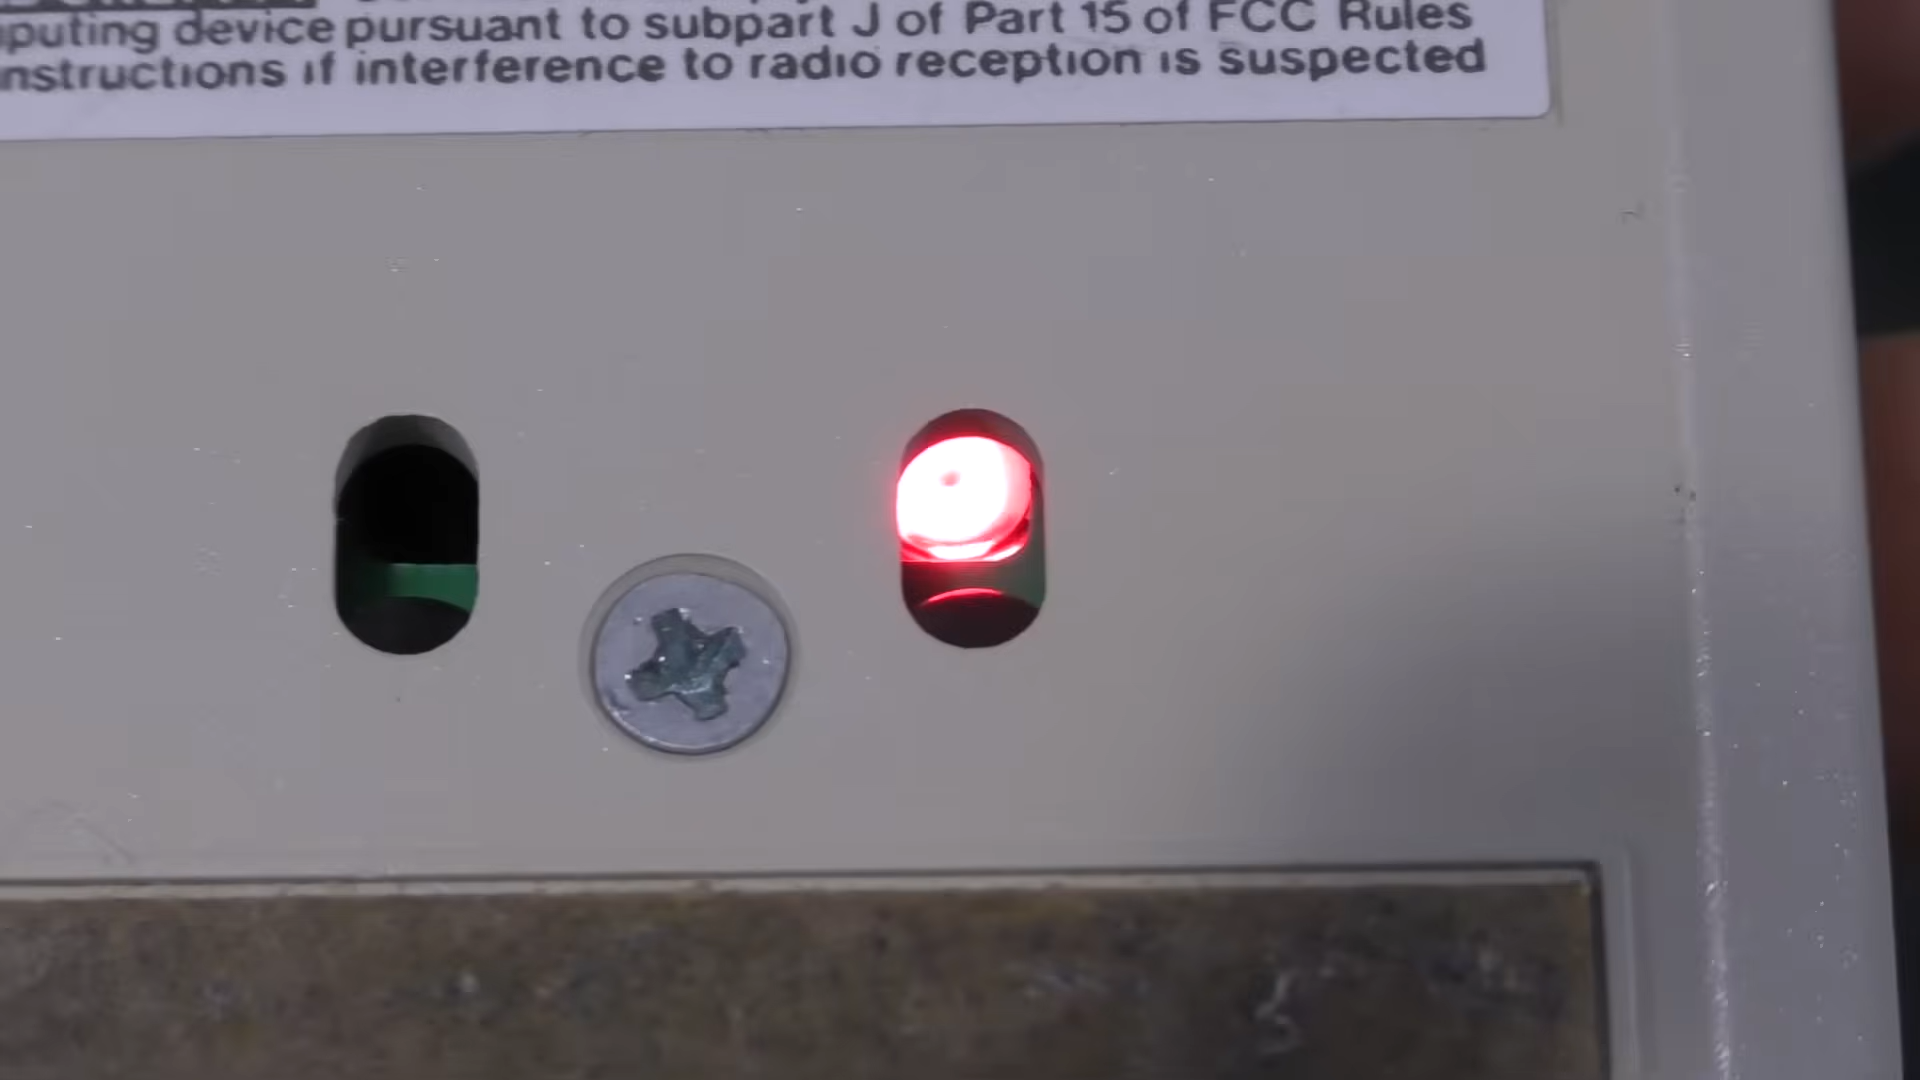 puting device pursuant to subpart J of Part 15 of FCC Rules
nstructions if interference to radio reception is suspected